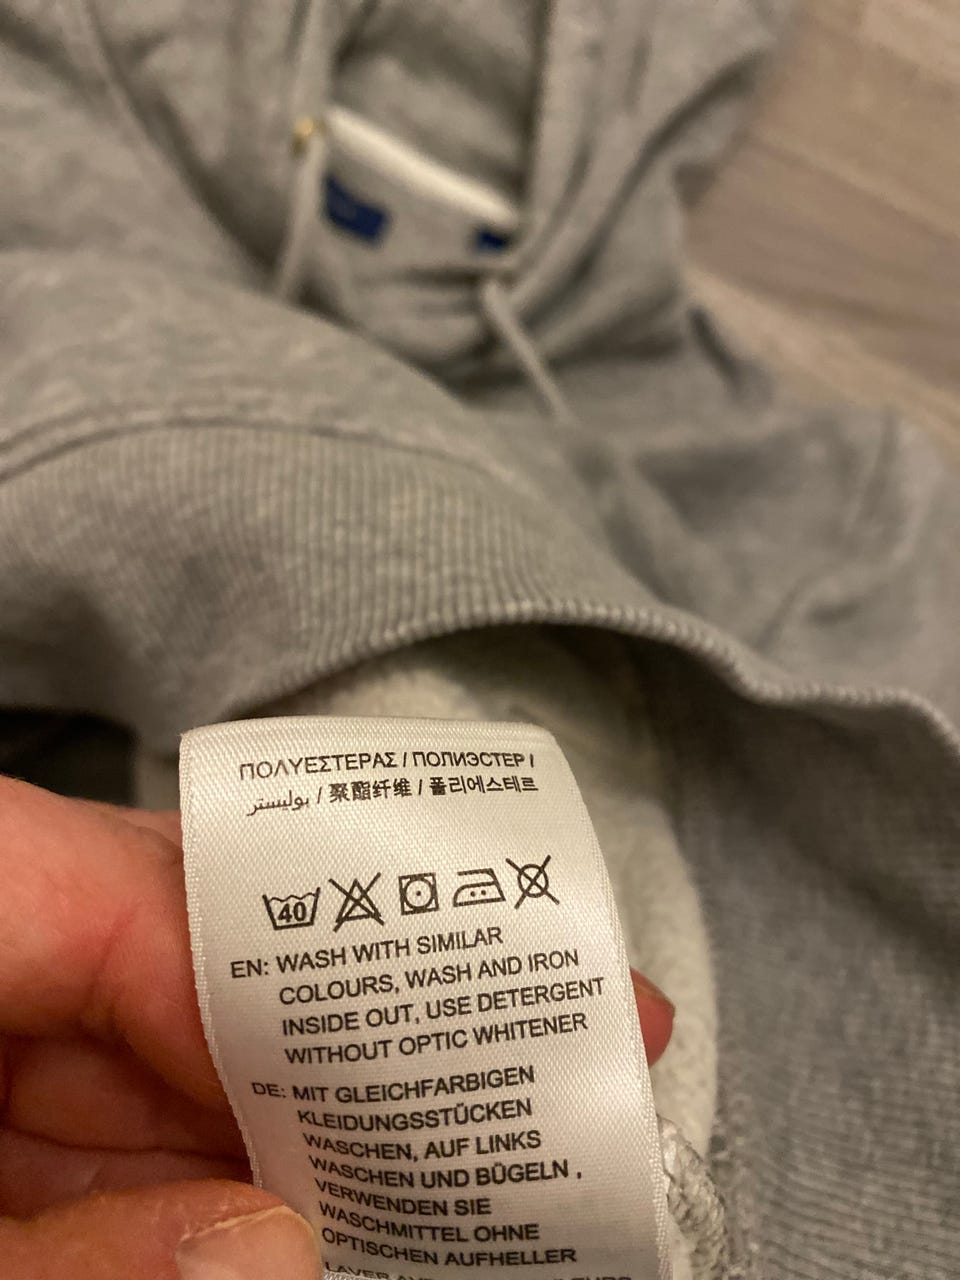 ΠΟΛΥΕΣΤΕΡΑΣ / ПОЛИЭСТЕР /
بوليستر / 聚酯纤维 / 폴리에스테르
40
EN: WASH WITH SIMILAR
COLOURS, WASH AND IRON
INSIDE OUT, USE DETERGENT
WITHOUT OPTIC WHITENER
DE: MIT GLEICHFARBIGEN
KLEIDUNGSSTÜCKEN
WASCHEN, AUF LINKS
WASCHEN UND BÜGELN ,
VERWENDEN SIE
WASCHMITTEL OHNE
OPTISCHEN AUFHELLER
LAVER